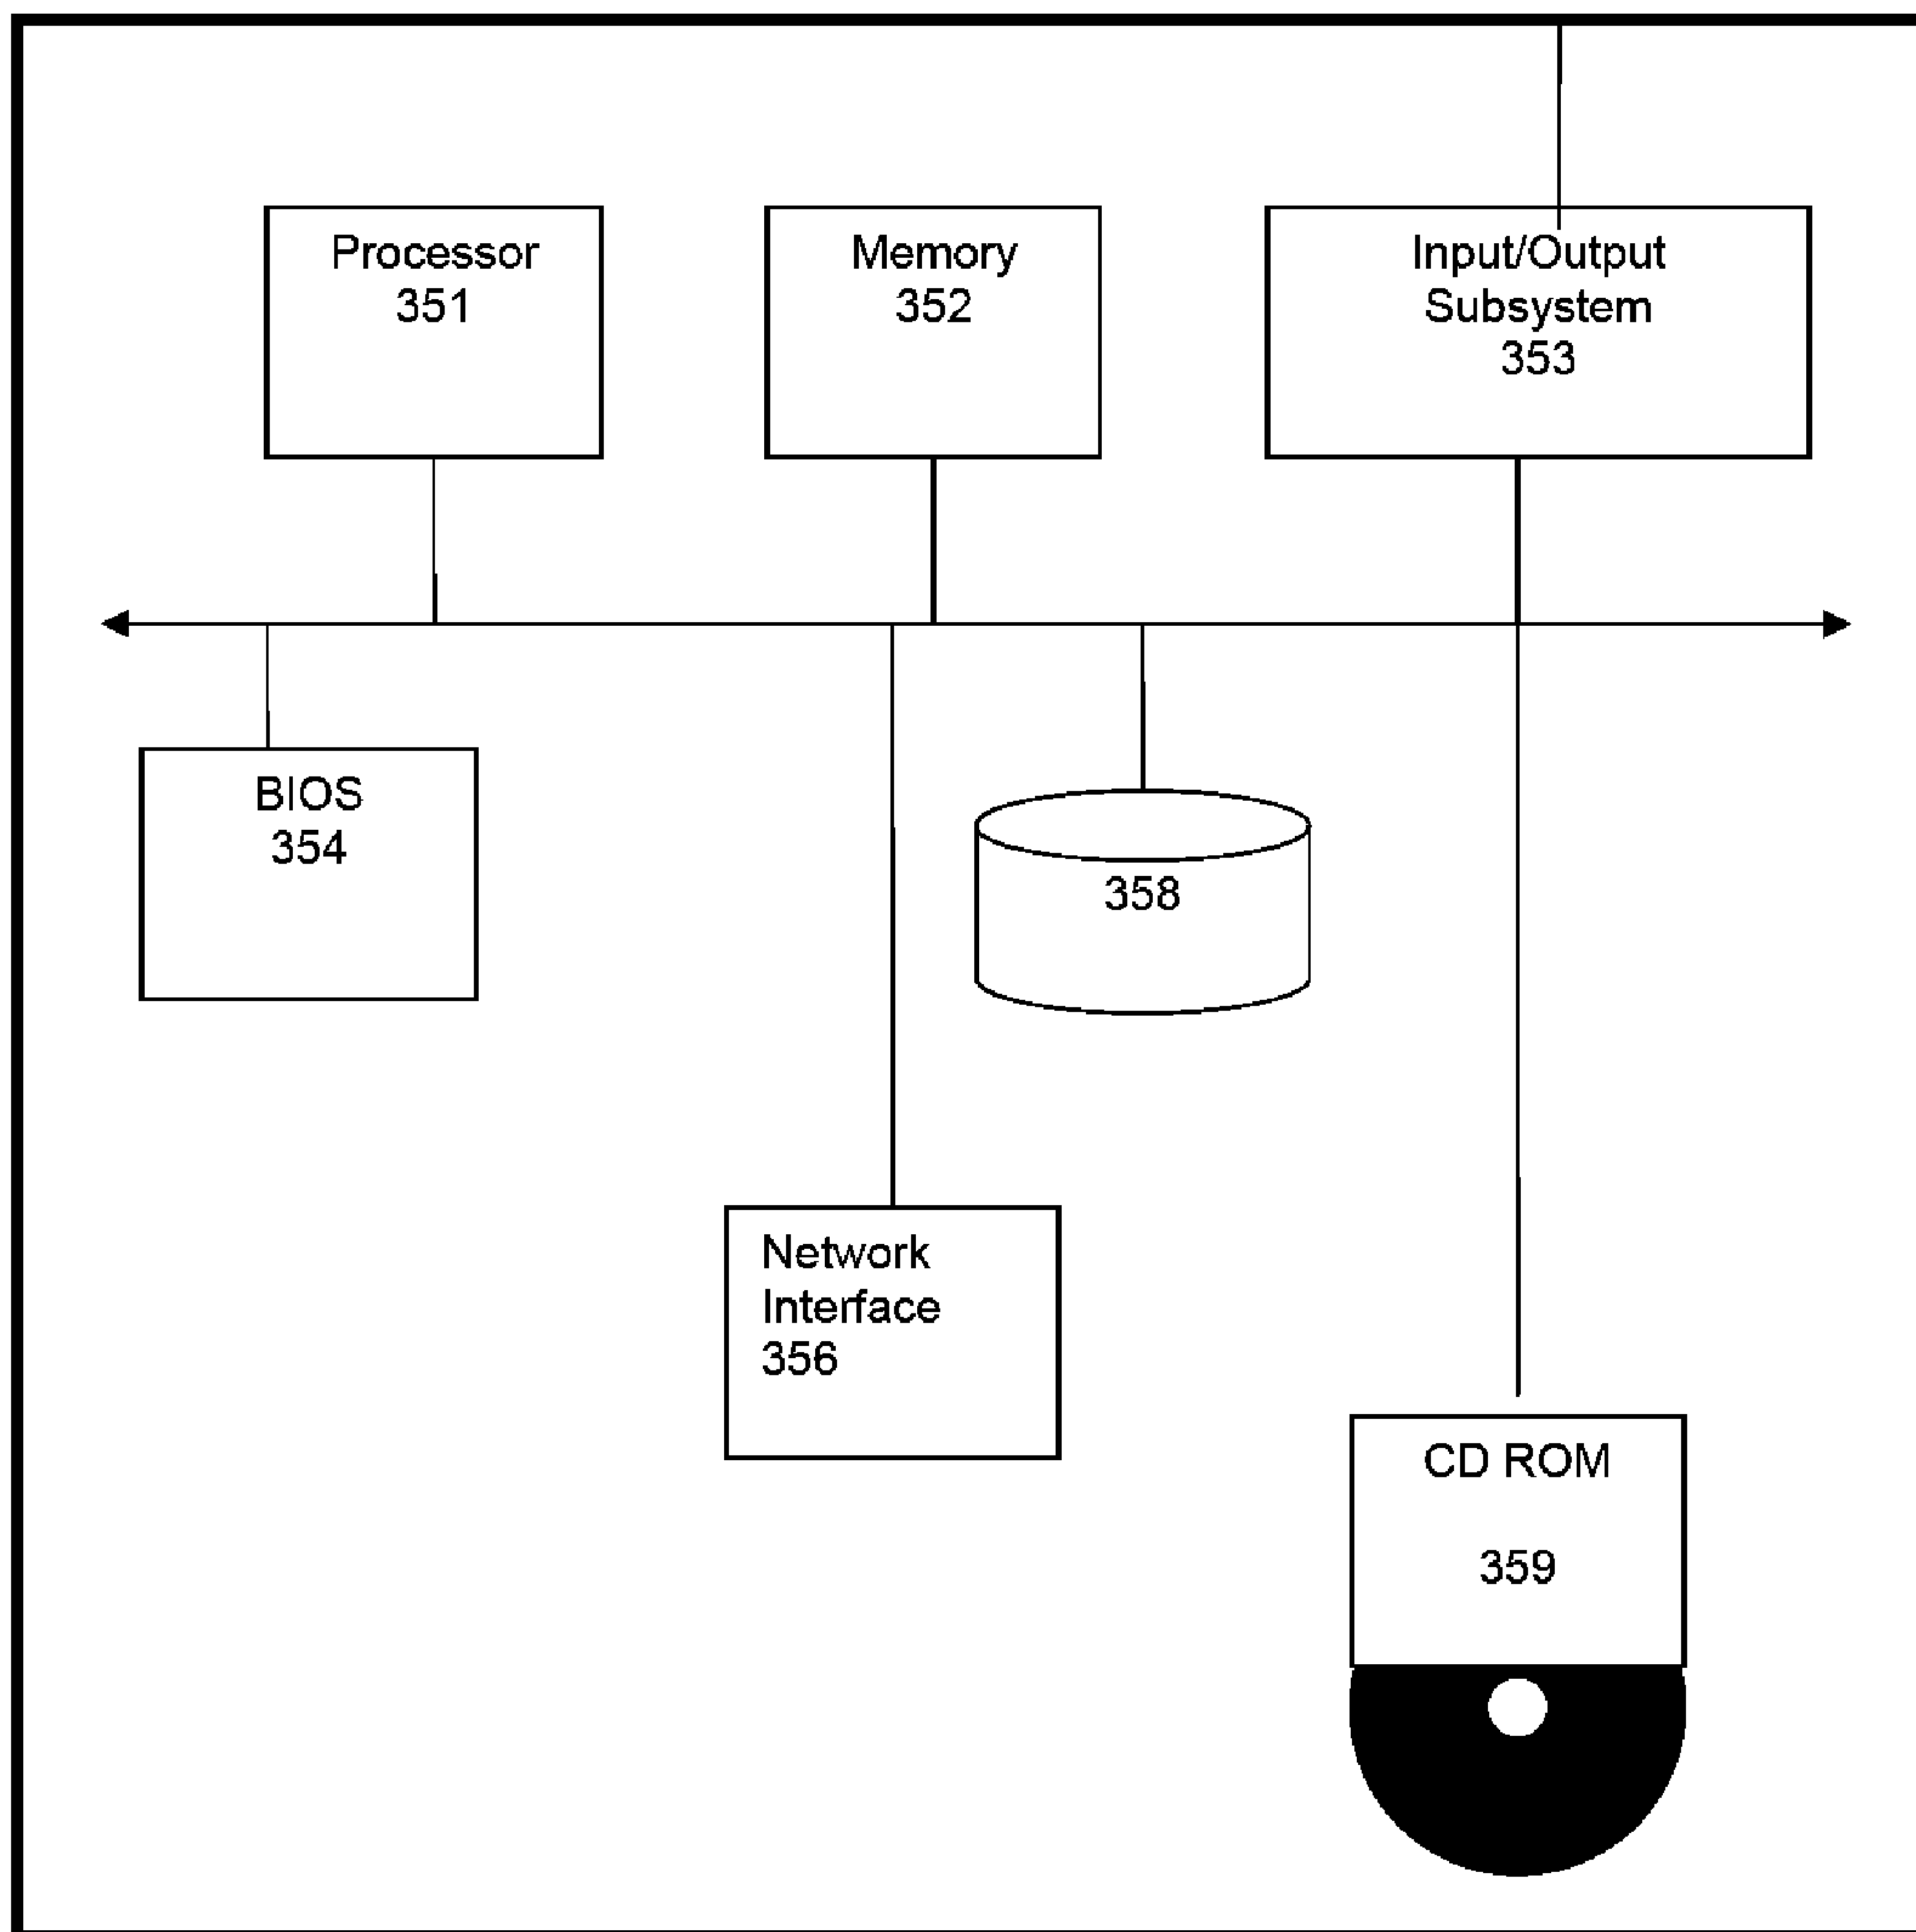 Processor
351
Memory
352
Input/Output
Subsystem
353
BIOS
354
358
Network
Interface
356
CD ROM
359